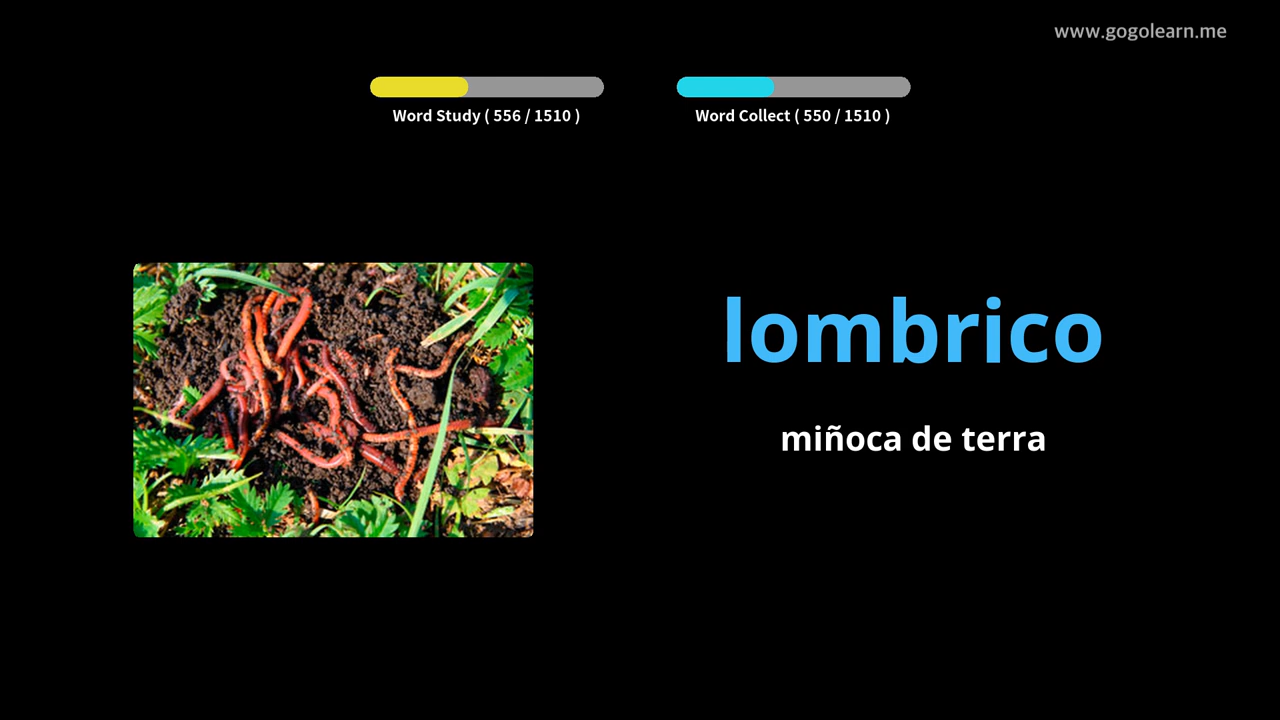 www.gogolearn.me
Word Study ( 556 / 1510 )
Word Collect ( 550 / 1510 )
lombrico
miñoca de terra